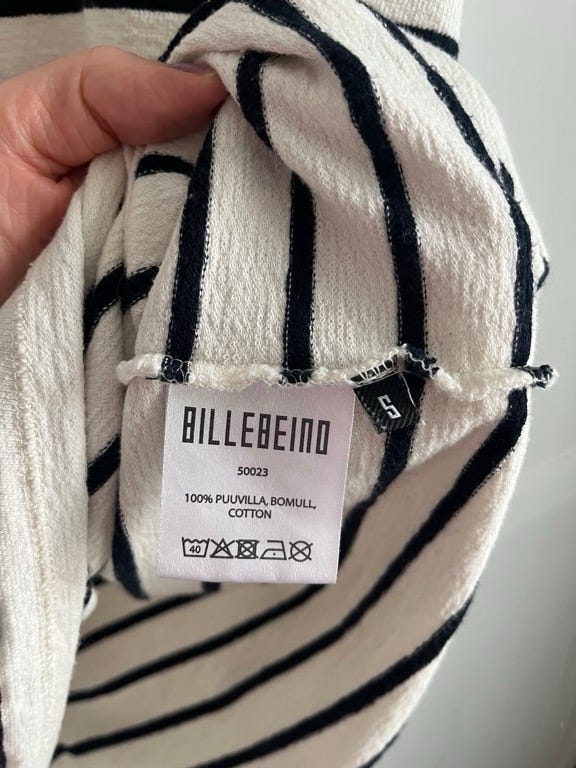 BILLEBEINO
50023
100% PUUVILLA, BOMULL,
COTTON
40
S